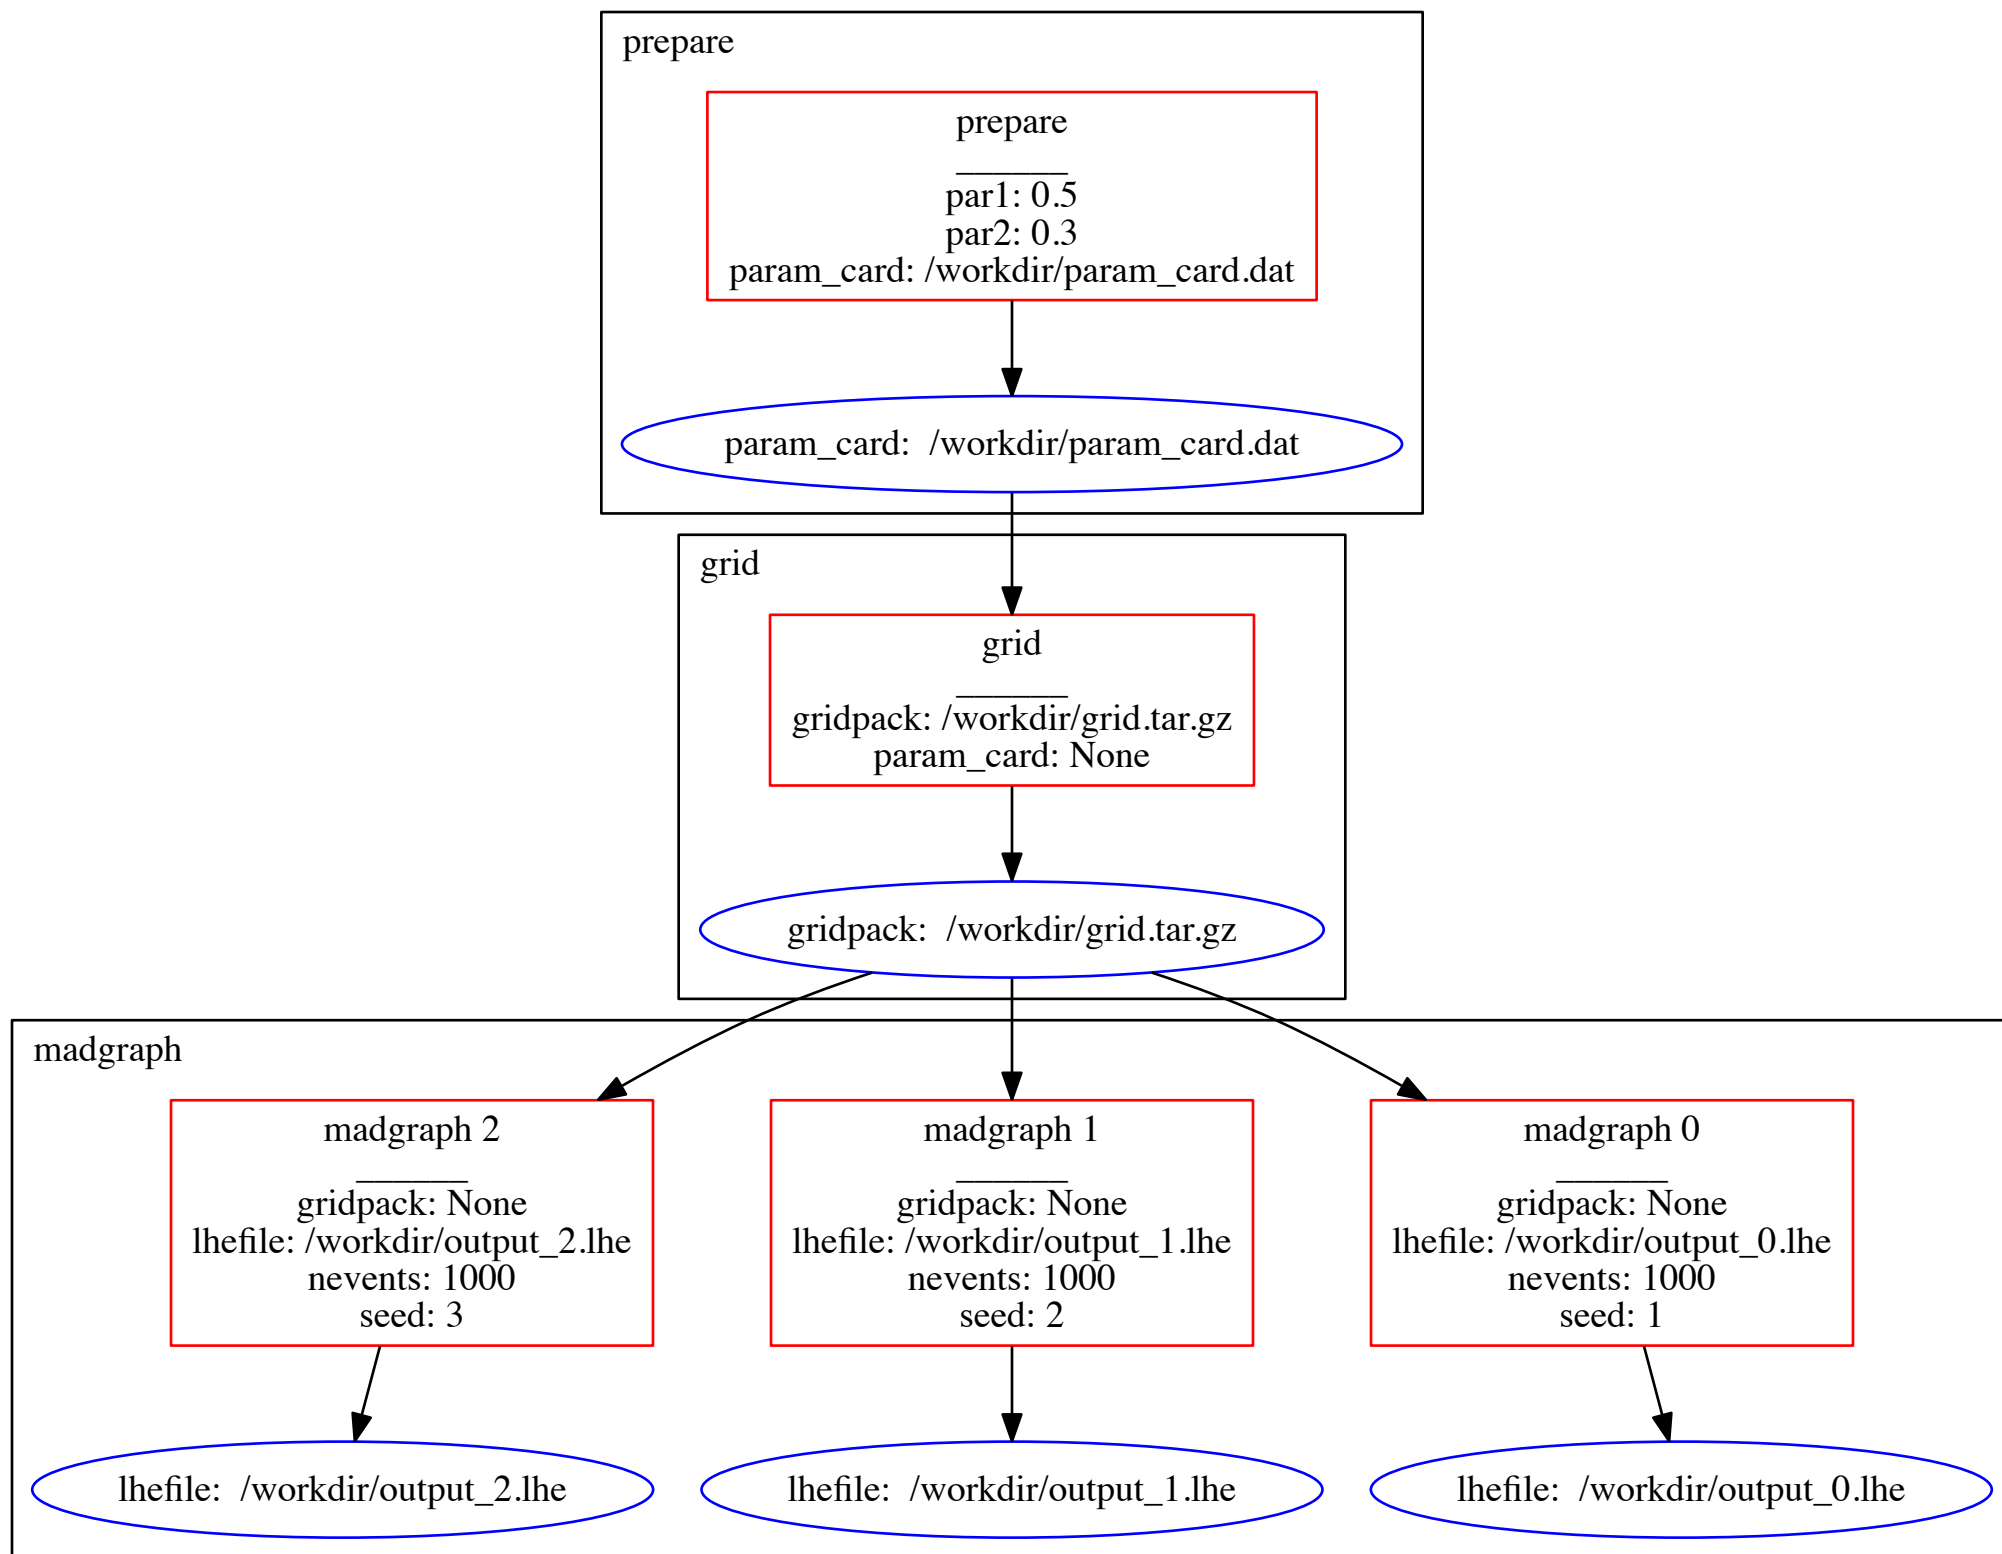 prepare
prepare
______
par1: 0.5
par2: 0.3
param_card: /workdir/param_card.dat
param_card:  /workdir/param_card.dat
grid
grid
______
gridpack: /workdir/grid.tar.gz
param_card: None
gridpack:  /workdir/grid.tar.gz
madgraph
madgraph 2
______
gridpack: None
lhefile: /workdir/output_2.lhe
nevents: 1000
seed: 3
madgraph 1
______
gridpack: None
lhefile: /workdir/output_1.lhe
nevents: 1000
seed: 2
madgraph 0
______
gridpack: None
lhefile: /workdir/output_0.lhe
nevents: 1000
seed: 1
lhefile:  /workdir/output_2.lhe
lhefile:  /workdir/output_1.lhe
lhefile:  /workdir/output_0.lhe